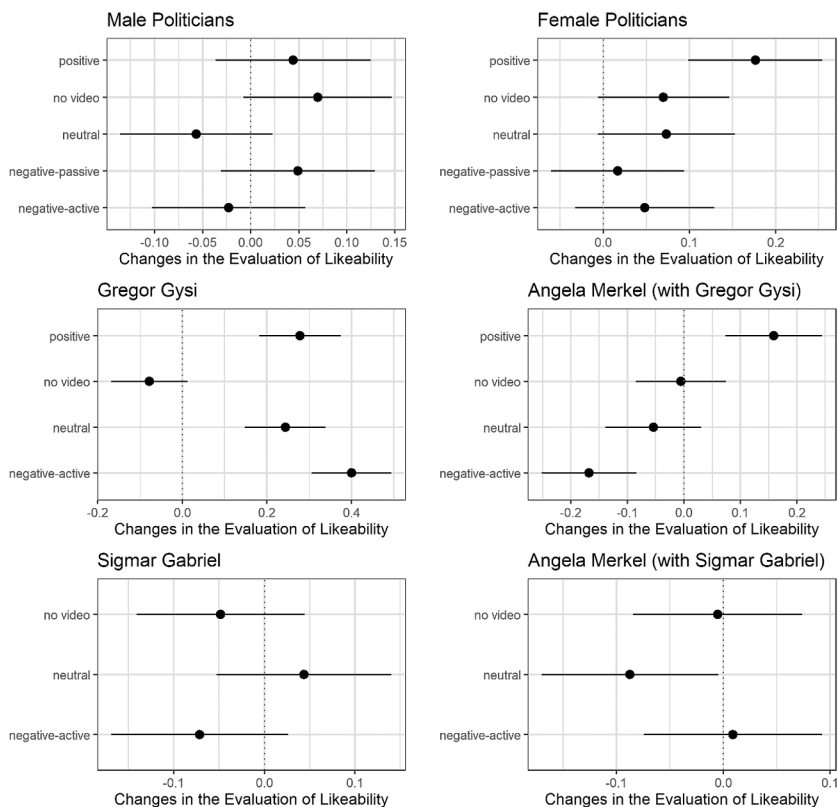 Male Politicians
positive
no video
neutral
negative-passive
negative-active
-0.10 -0.05 0.00 0.05 0.10 0.15
Changes in the Evaluation of Likeability
Female Politicians
positive
no video
neutral
negative-passive
negative-active
0.0 0.1 0.2
Changes in the Evaluation of Likeability
Gregor Gysi
positive
no video
neutral
negative-active
-0.2 0.0 0.2 0.4
Changes in the Evaluation of Likeability
Angela Merkel (with Gregor Gysi)
positive
no video
neutral
negative-active
-0.2 -0.1 0.0 0.1 0.2
Changes in the Evaluation of Likeability
Sigmar Gabriel
no video
neutral
negative-active
-0.1 0.0 0.1
Changes in the Evaluation of Likeability
Angela Merkel (with Sigmar Gabriel)
no video
neutral
negative-active
-0.1 0.0 0.1
Changes in the Evaluation of Likeability